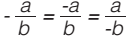 - a/b = -a/b = a/-b